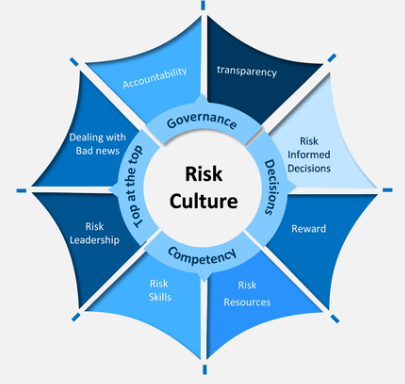 Accountability
transparency
Governance
Dealing with
Bad news
Risk
Informed
Decisions
Top at the top
Risk
Culture
Decisions
Risk
Leadership
Reward
Competency
Risk
Skills
Risk
Resources